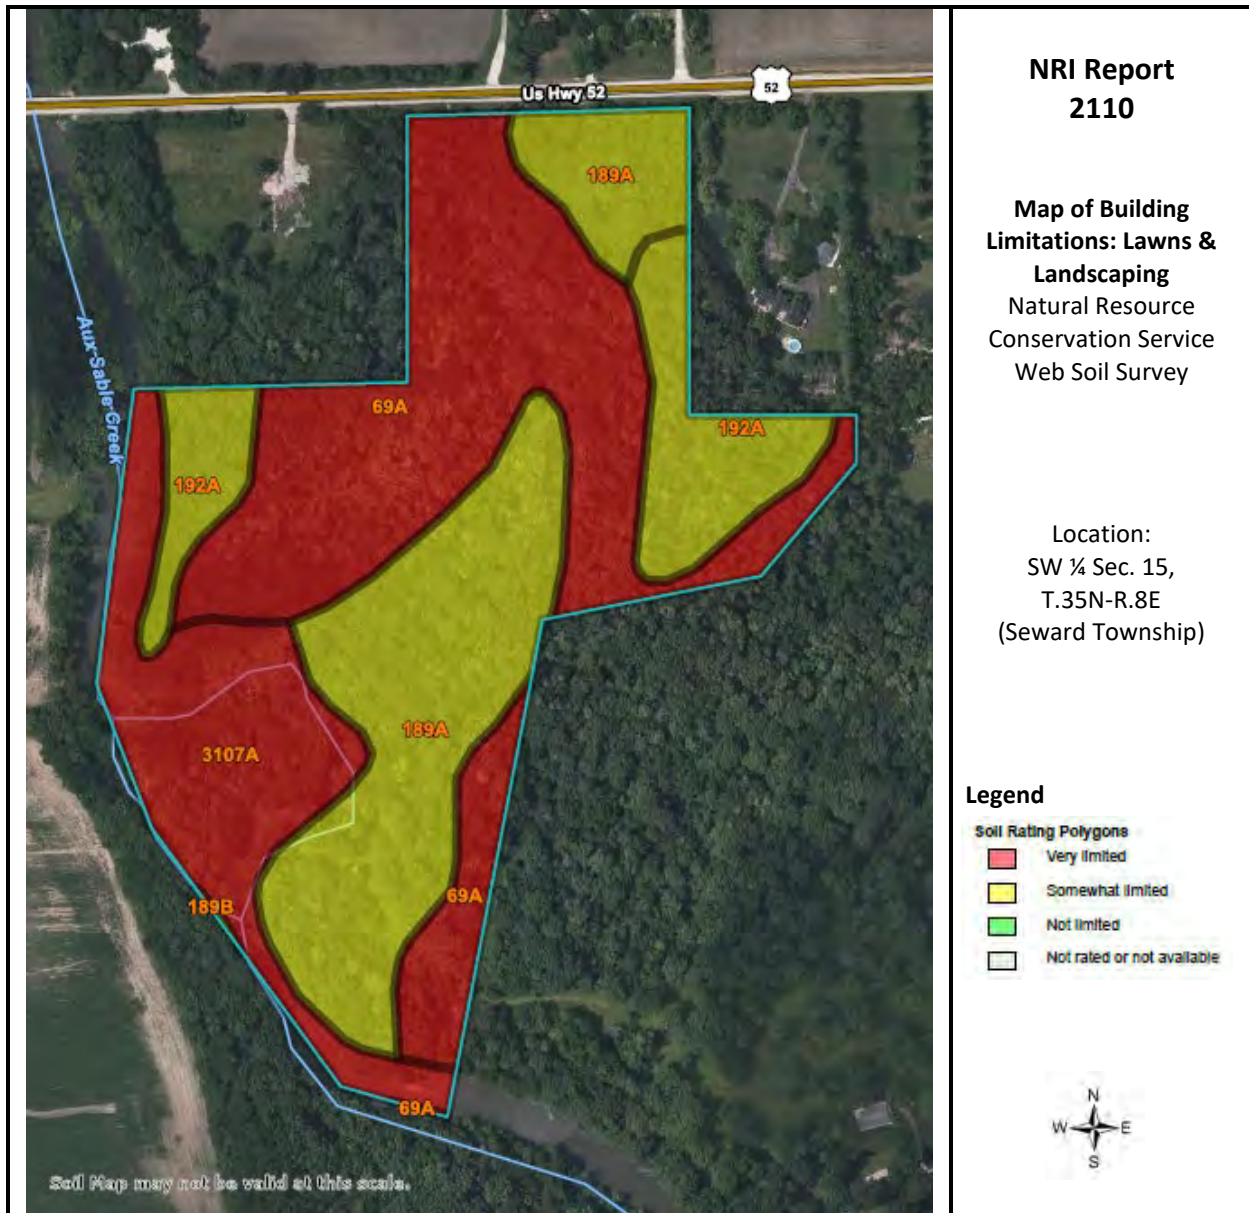 Us Hwy 52
52
189A
69A
192A
192A
Aux Sable Creek
189A
3107A
189B
69A
69A
Soil Map may not be valid at this scale.
NRI Report
2110
Map of Building
Limitations: Lawns &
Landscaping
Natural Resource
Conservation Service
Web Soil Survey
Location:
SW ¼ Sec. 15,
T.35N-R.8E
(Seward Township)
Legend
Soil Rating Polygons
Very limited
Somewhat limited
Not limited
Not rated or not available
N
W E
S